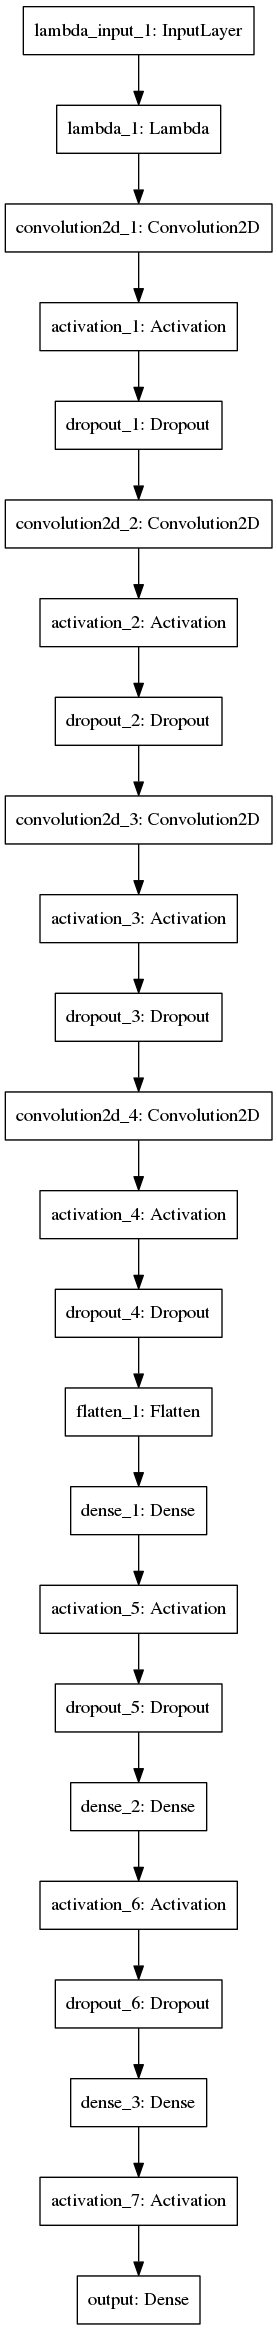 lambda_input_1: InputLayer
lambda_1: Lambda
convolution2d_1: Convolution2D
activation_1: Activation
dropout_1: Dropout
convolution2d_2: Convolution2D
activation_2: Activation
dropout_2: Dropout
convolution2d_3: Convolution2D
activation_3: Activation
dropout_3: Dropout
convolution2d_4: Convolution2D
activation_4: Activation
dropout_4: Dropout
flatten_1: Flatten
dense_1: Dense
activation_5: Activation
dropout_5: Dropout
dense_2: Dense
activation_6: Activation
dropout_6: Dropout
dense_3: Dense
activation_7: Activation
output: Dense